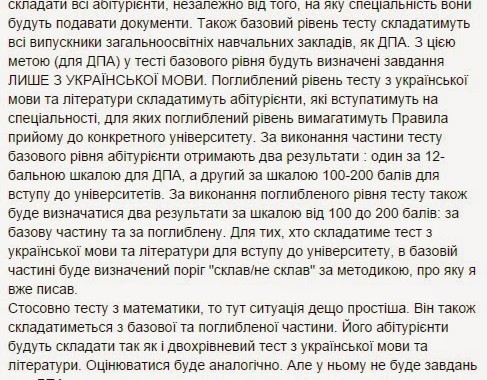 складати всі абітурієнти, незалежно від того, на яку спеціальність вони
будуть подавати документи. Також базовий рівень тесту складатимуть
всі випускники загальноосвітніх навчальних закладів, як ДПА. З цією
метою (для ДПА) у тесті базового рівня будуть визначені завдання
ЛИШЕ З УКРАЇНСЬКОЇ МОВИ. Поглиблений рівень тесту з української
мови та літератури складатимуть абітурієнти, які вступатимуть на
спеціальності, для яких поглиблений рівень вимагатимуть Правила
прийому до конкретного університету. За виконання частини тесту
базового рівня абітурієнти отримають два результати : один за 12-
бальною шкалою для ДПА, а другий за шкалою 100-200 балів для
вступу до університетів. За виконання поглибленого рівня тесту також
буде визначатися два результати за шкалою від 100 до 200 балів: за
базову частину та за поглиблену. Для тих, хто складатиме тест з
української мови та літератури для вступу до університету, в базовій
частині буде визначений поріг "склав/не склав" за методикою, про яку я
вже писав.
Стосовно тесту з математики, то тут ситуація дещо простіша. Він також
складатиметься з базової та поглибленої частини. Його абітурієнти
будуть складати так як і дворівневий тест з української мови та
літератури. Оцінюватися буде аналогічно. Але у ньому не буде завдань